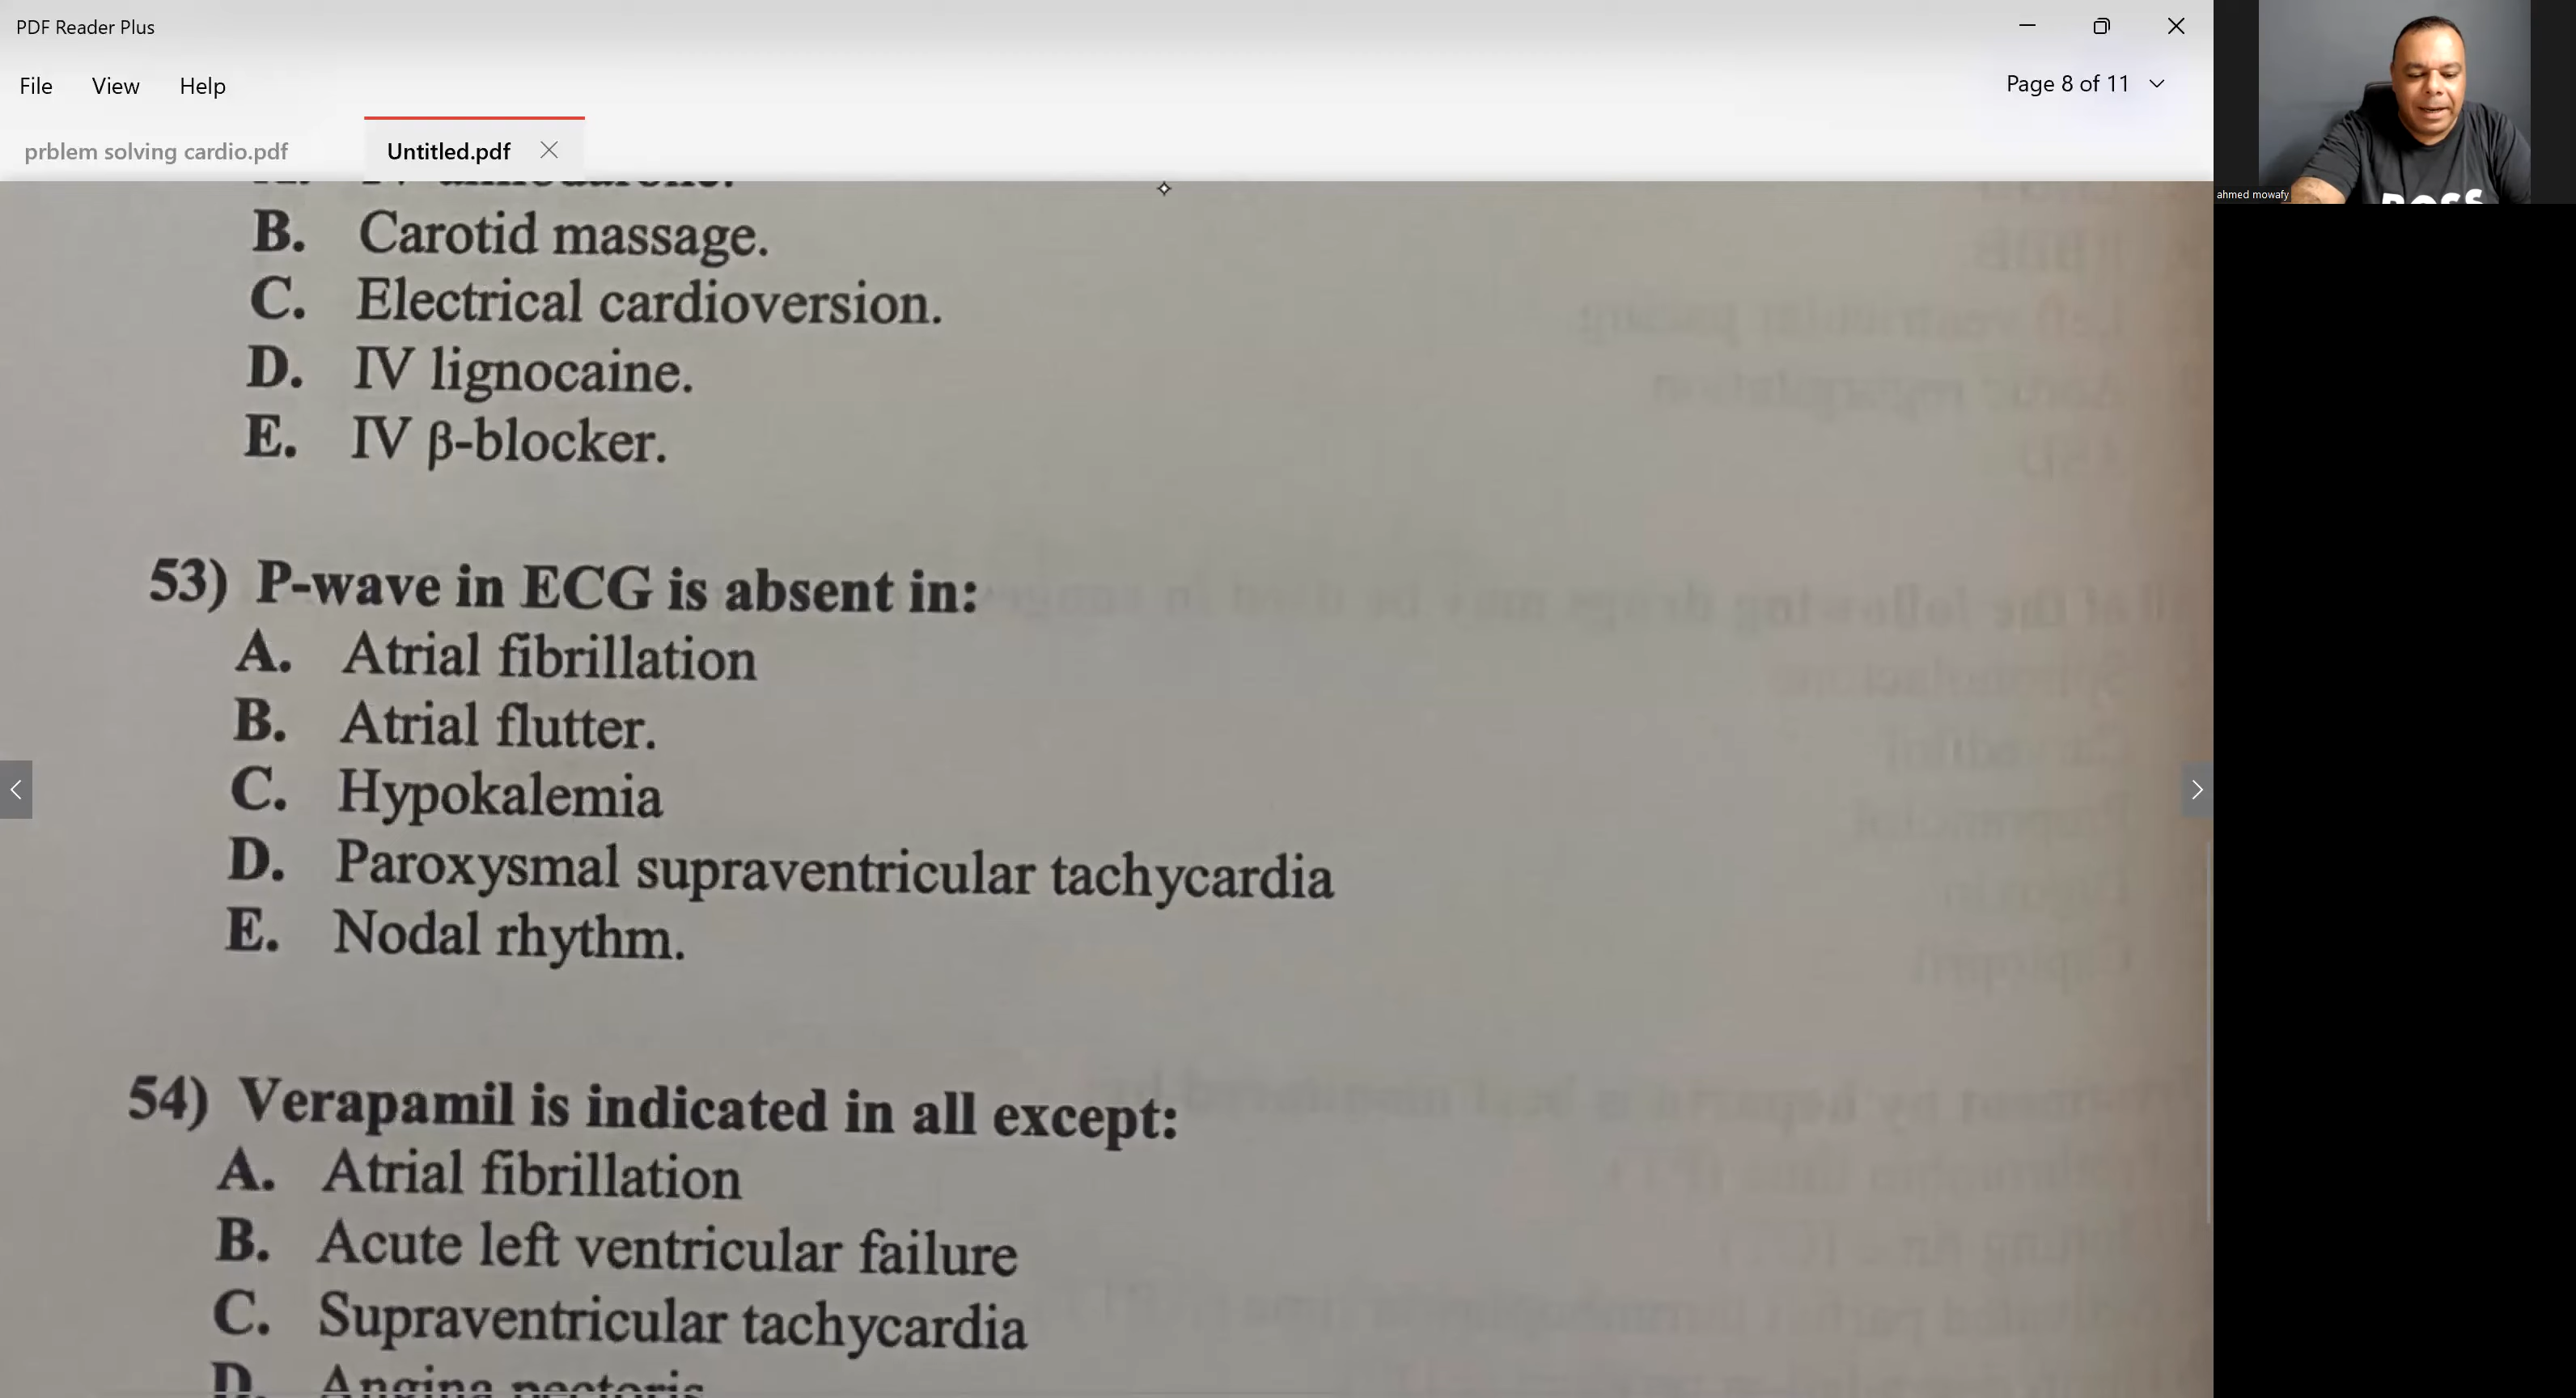 PDF Reader Plus
File View Help
Page 8 of 11
prblem solving cardio.pdf
Untitled.pdf
ahmed mowafy
B. Carotid massage.
C. Electrical cardioversion.
D. IV lignocaine.
E. IV β-blocker.
53) P-wave in ECG is absent in:
A. Atrial fibrillation
B. Atrial flutter.
C. Hypokalemia
D. Paroxysmal supraventricular tachycardia
E. Nodal rhythm.
54) Verapamil is indicated in all except:
A. Atrial fibrillation
B. Acute left ventricular failure
C. Supraventricular tachycardia
D. Angina pectoris